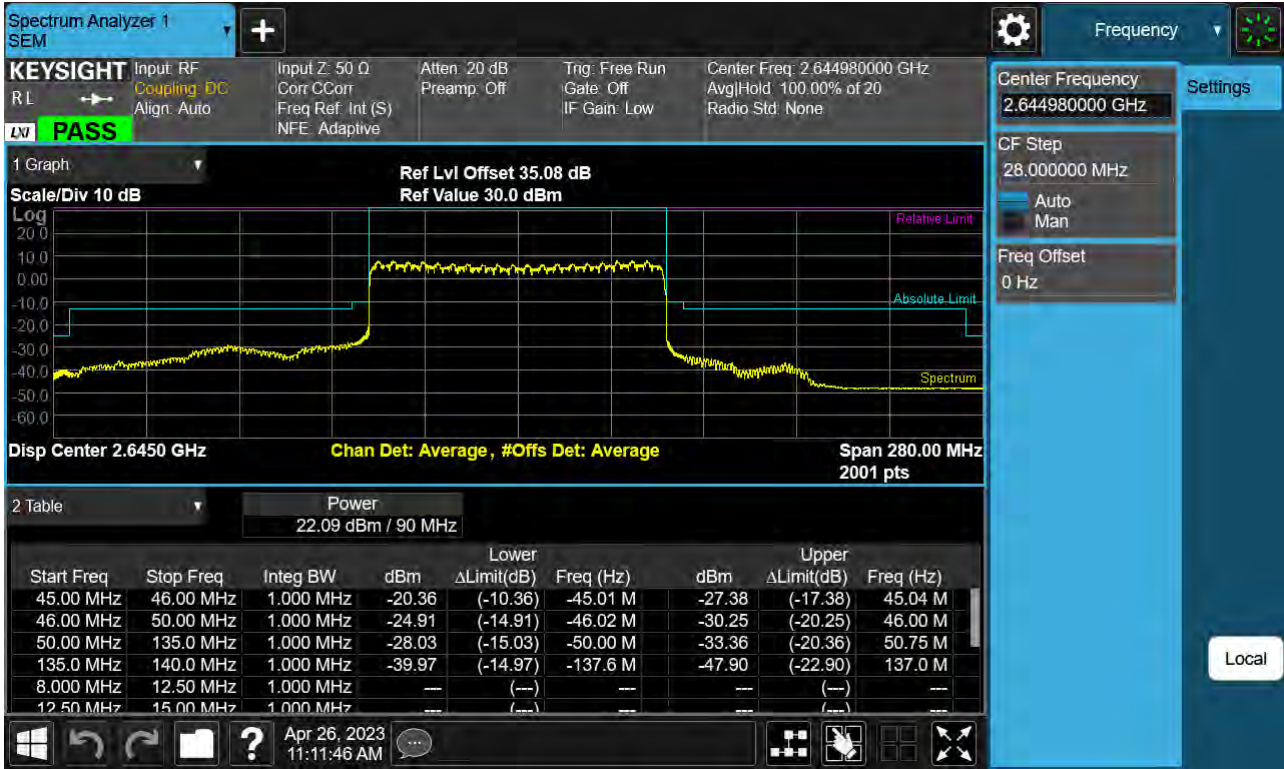 Spectrum Analyzer 1
SEM
Frequency
KEYSIGHT
R L
LXI
PASS
Input: RF
Coupling: DC
Align: Auto
Input Z: 50 Ω
Corr CCorr
Freq Ref: Int (S)
NFE: Adaptive
Atten: 20 dB
Preamp: Off
Trig: Free Run
Gate: Off
IF Gain: Low
Center Freq: 2.644980000 GHz
Avg|Hold: 100.00% of 20
Radio Std: None
Center Frequency
2.644980000 GHz
Settings
CF Step
28.000000 MHz
Auto
Man
Freq Offset
0 Hz
Local
1 Graph
Ref Lvl Offset 35.08 dB
Scale/Div 10 dB
Ref Value 30.0 dBm
Log
20.0
10.0
0.00
-10.0
-20.0
-30.0
-40.0
-50.0
-60.0
Relative Limit
Absolute Limit
Spectrum
Disp Center 2.6450 GHz
Chan Det: Average , #Offs Det: Average
Span 280.00 MHz
2001 pts
2 Table
Power
22.09 dBm / 90 MHz
Lower Upper
Start Freq Stop Freq Integ BW dBm ΔLimit(dB) Freq (Hz) dBm ΔLimit(dB) Freq (Hz)
45.00 MHz 46.00 MHz 1.000 MHz -20.36 (-10.36) -45.01 M -27.38 (-17.38) 45.04 M
46.00 MHz 50.00 MHz 1.000 MHz -24.91 (-14.91) -46.02 M -30.25 (-20.25) 46.00 M
50.00 MHz 135.0 MHz 1.000 MHz -28.03 (-15.03) -50.00 M -33.36 (-20.36) 50.75 M
135.0 MHz 140.0 MHz 1.000 MHz -39.97 (-14.97) -137.6 M -47.90 (-22.90) 137.0 M
8.000 MHz 12.50 MHz 1.000 MHz --- (---) --- --- (---) ---
12.50 MHz 15.00 MHz 1.000 MHz --- (---) --- --- (---) ---
Apr 26, 2023
11:11:46 AM